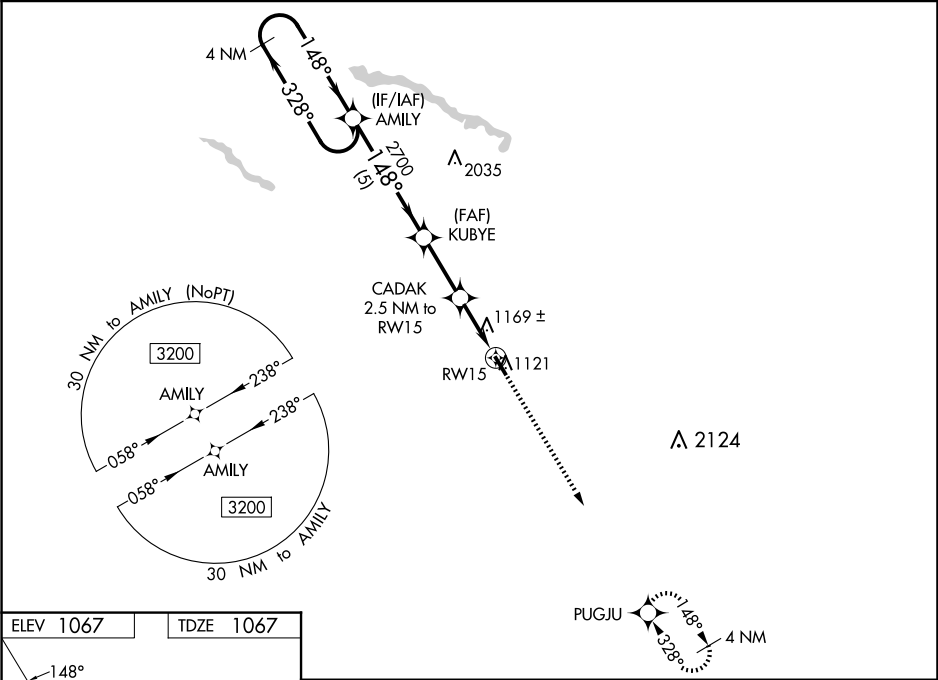 4 NM
148°
328°
(IF/IAF)
AMILY
2700
148°
(5)
2035
(FAF)
KUBYE
CADAK
2.5 NM to
RW15
1169 ±
RW15
1121
30 NM to AMILY (NoPT)
3200
238°
AMILY
058°
238°
AMILY
058°
3200
30 NM to AMILY
2124
PUGJU
148°
328°
4 NM
ELEV 1067
TDZE 1067
148°